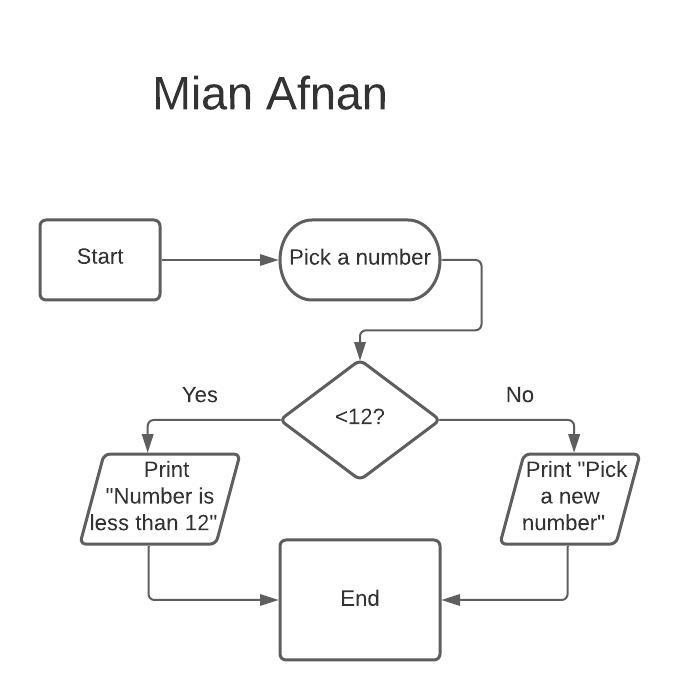 Mian Afnan
Start
Pick a number
<12?
Yes
No
Print
"Number is
less than 12"
Print "Pick
a new
number"
End